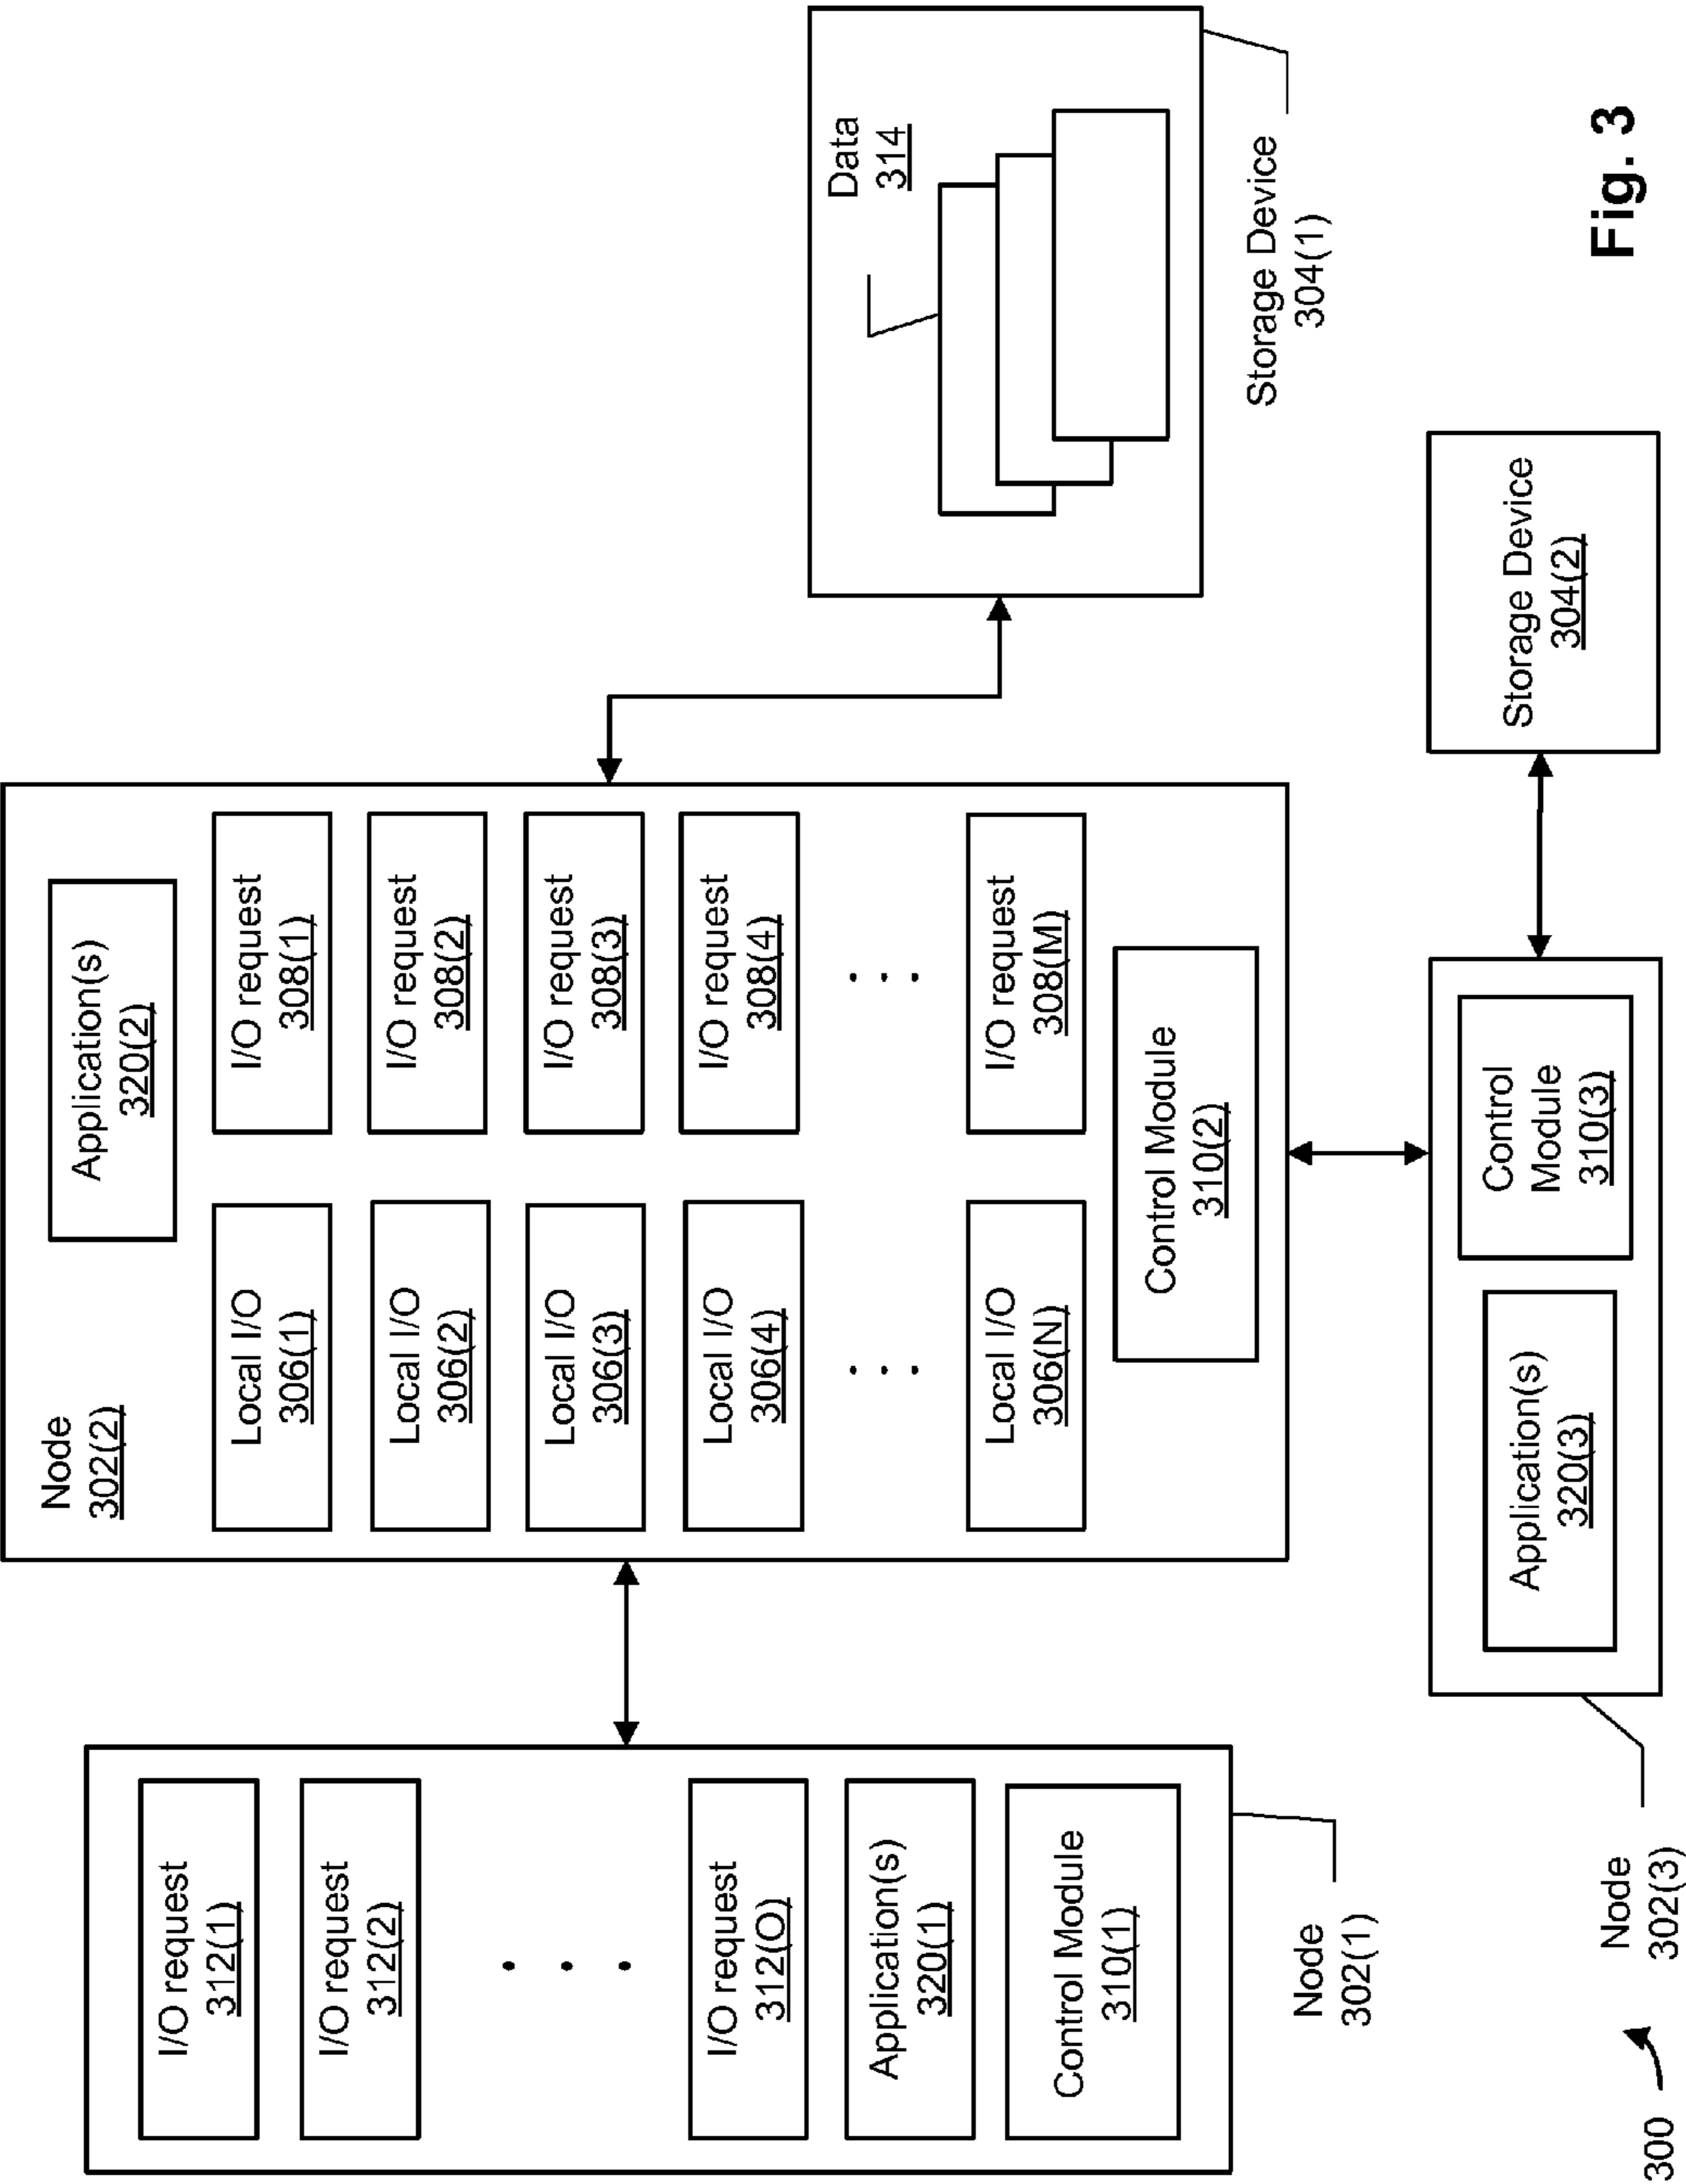 I/O request
312(1)
I/O request
312(2)
. . .
I/O request
312(O)
Application(s)
320(1)
Control Module
310(1)
Node
302(1)
Node
302(2)
Application(s)
320(2)
Local I/O
306(1)
I/O request
308(1)
Local I/O
306(2)
I/O request
308(2)
Local I/O
306(3)
I/O request
308(3)
Local I/O
306(4)
I/O request
308(4)
. . .
. . .
Local I/O
306(N)
I/O request
308(M)
Control Module
310(2)
Data
314
Storage Device
304(1)
Application(s)
320(3)
Control
Module
310(3)
Node
302(3)
Storage Device
304(2)
300
Fig. 3